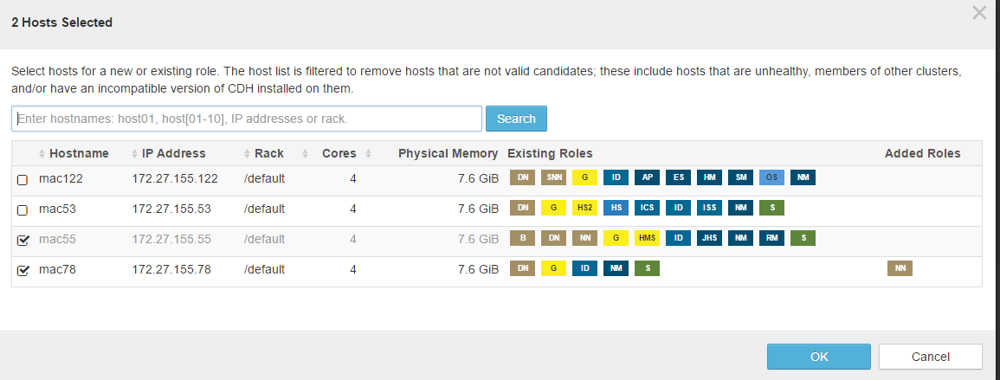 2 Hosts Selected
Select hosts for a new or existing role. The host list is filtered to remove hosts that are not valid candidates; these include hosts that are unhealthy, members of other clusters,
and/or have an incompatible version of CDH installed on them.
Enter hostnames: host01, host[01-10], IP addresses or rack. Search
Hostname IP Address Rack Cores Physical Memory Existing Roles Added Roles
mac122 172.27.155.122 /default 4 7.6 GiB DN SNN G ID AP ES HM SM OS NM
mac53 172.27.155.53 /default 4 7.6 GiB DN G HS2 HS ICS ID ISS NM S
mac55 172.27.155.55 /default 4 7.6 GiB B DN NN G HMS ID JHS NM RM S
mac78 172.27.155.78 /default 4 7.6 GiB DN G ID NM S NN
OK Cancel